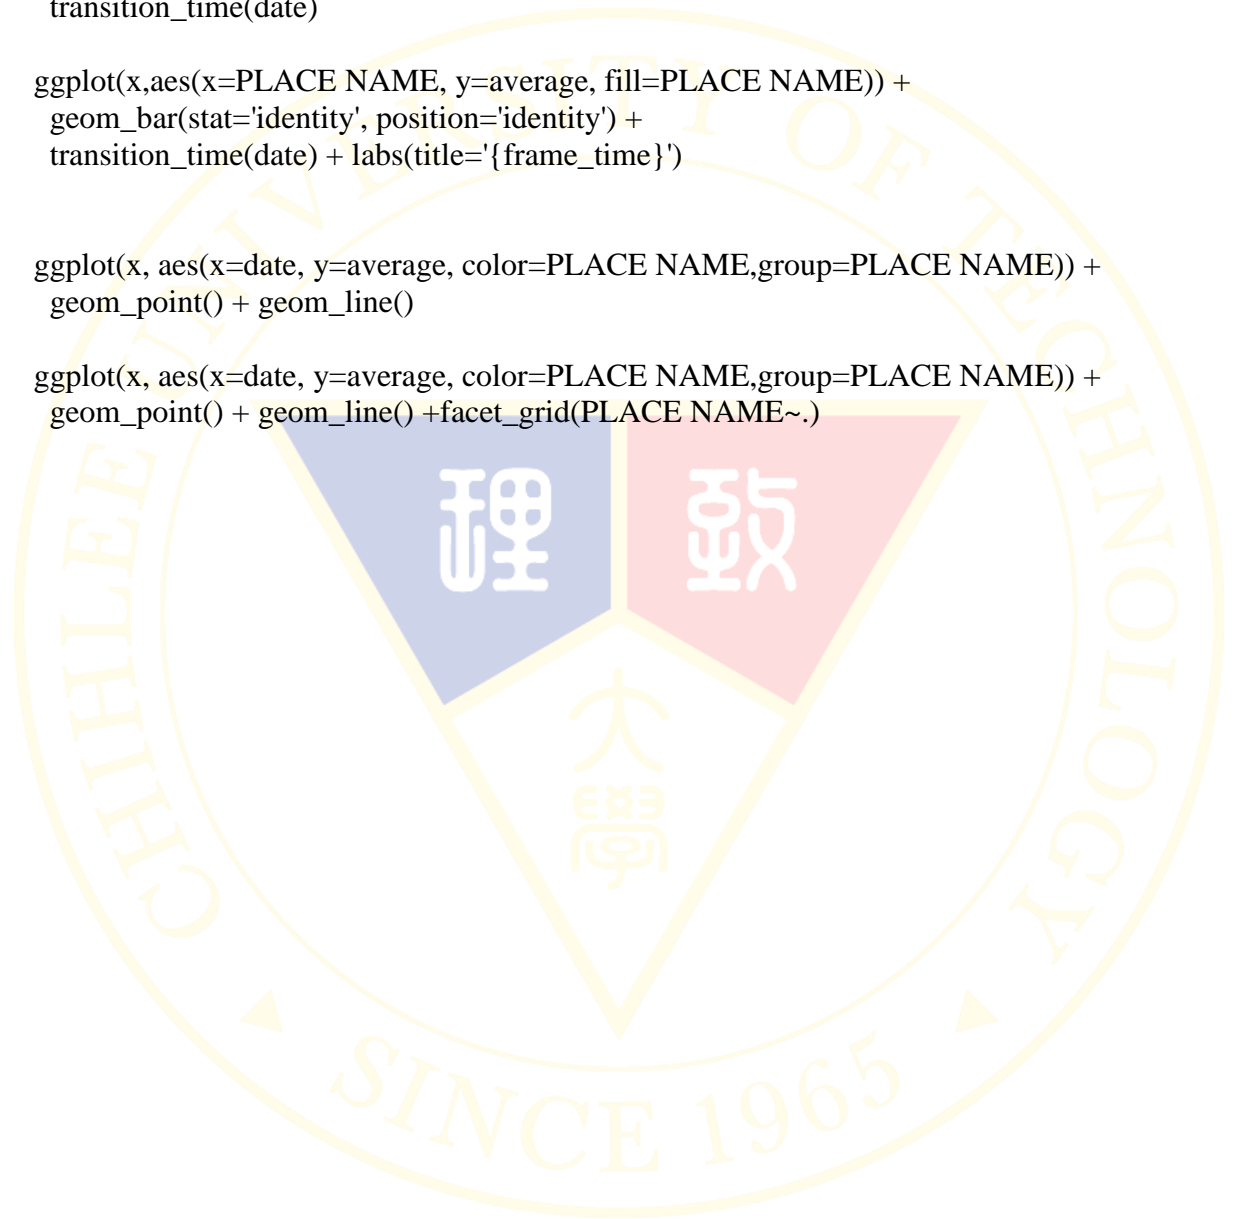 transition_time(date)
ggplot(x,aes(x=PLACE NAME, y=average, fill=PLACE NAME)) +
geom_bar(stat='identity', position='identity') +
transition_time(date) + labs(title='{frame_time}')
ggplot(x, aes(x=date, y=average, color=PLACE NAME,group=PLACE NAME)) +
geom_point() + geom_line()
ggplot(x, aes(x=date, y=average, color=PLACE NAME,group=PLACE NAME)) +
geom_point() + geom_line() +facet_grid(PLACE NAME~.)
CHIHLEE UNIVERSITY OF TECHNOLOGY
理 致
大
學
SINCE 1965